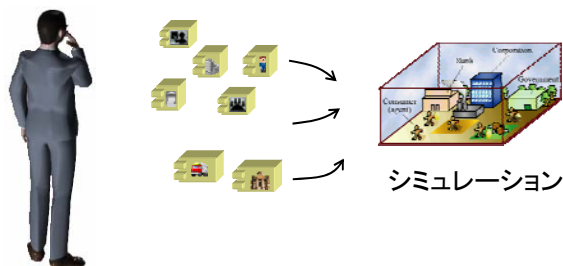 Corporation
Bank
Government
Consumer
(agent)
シミュレーション